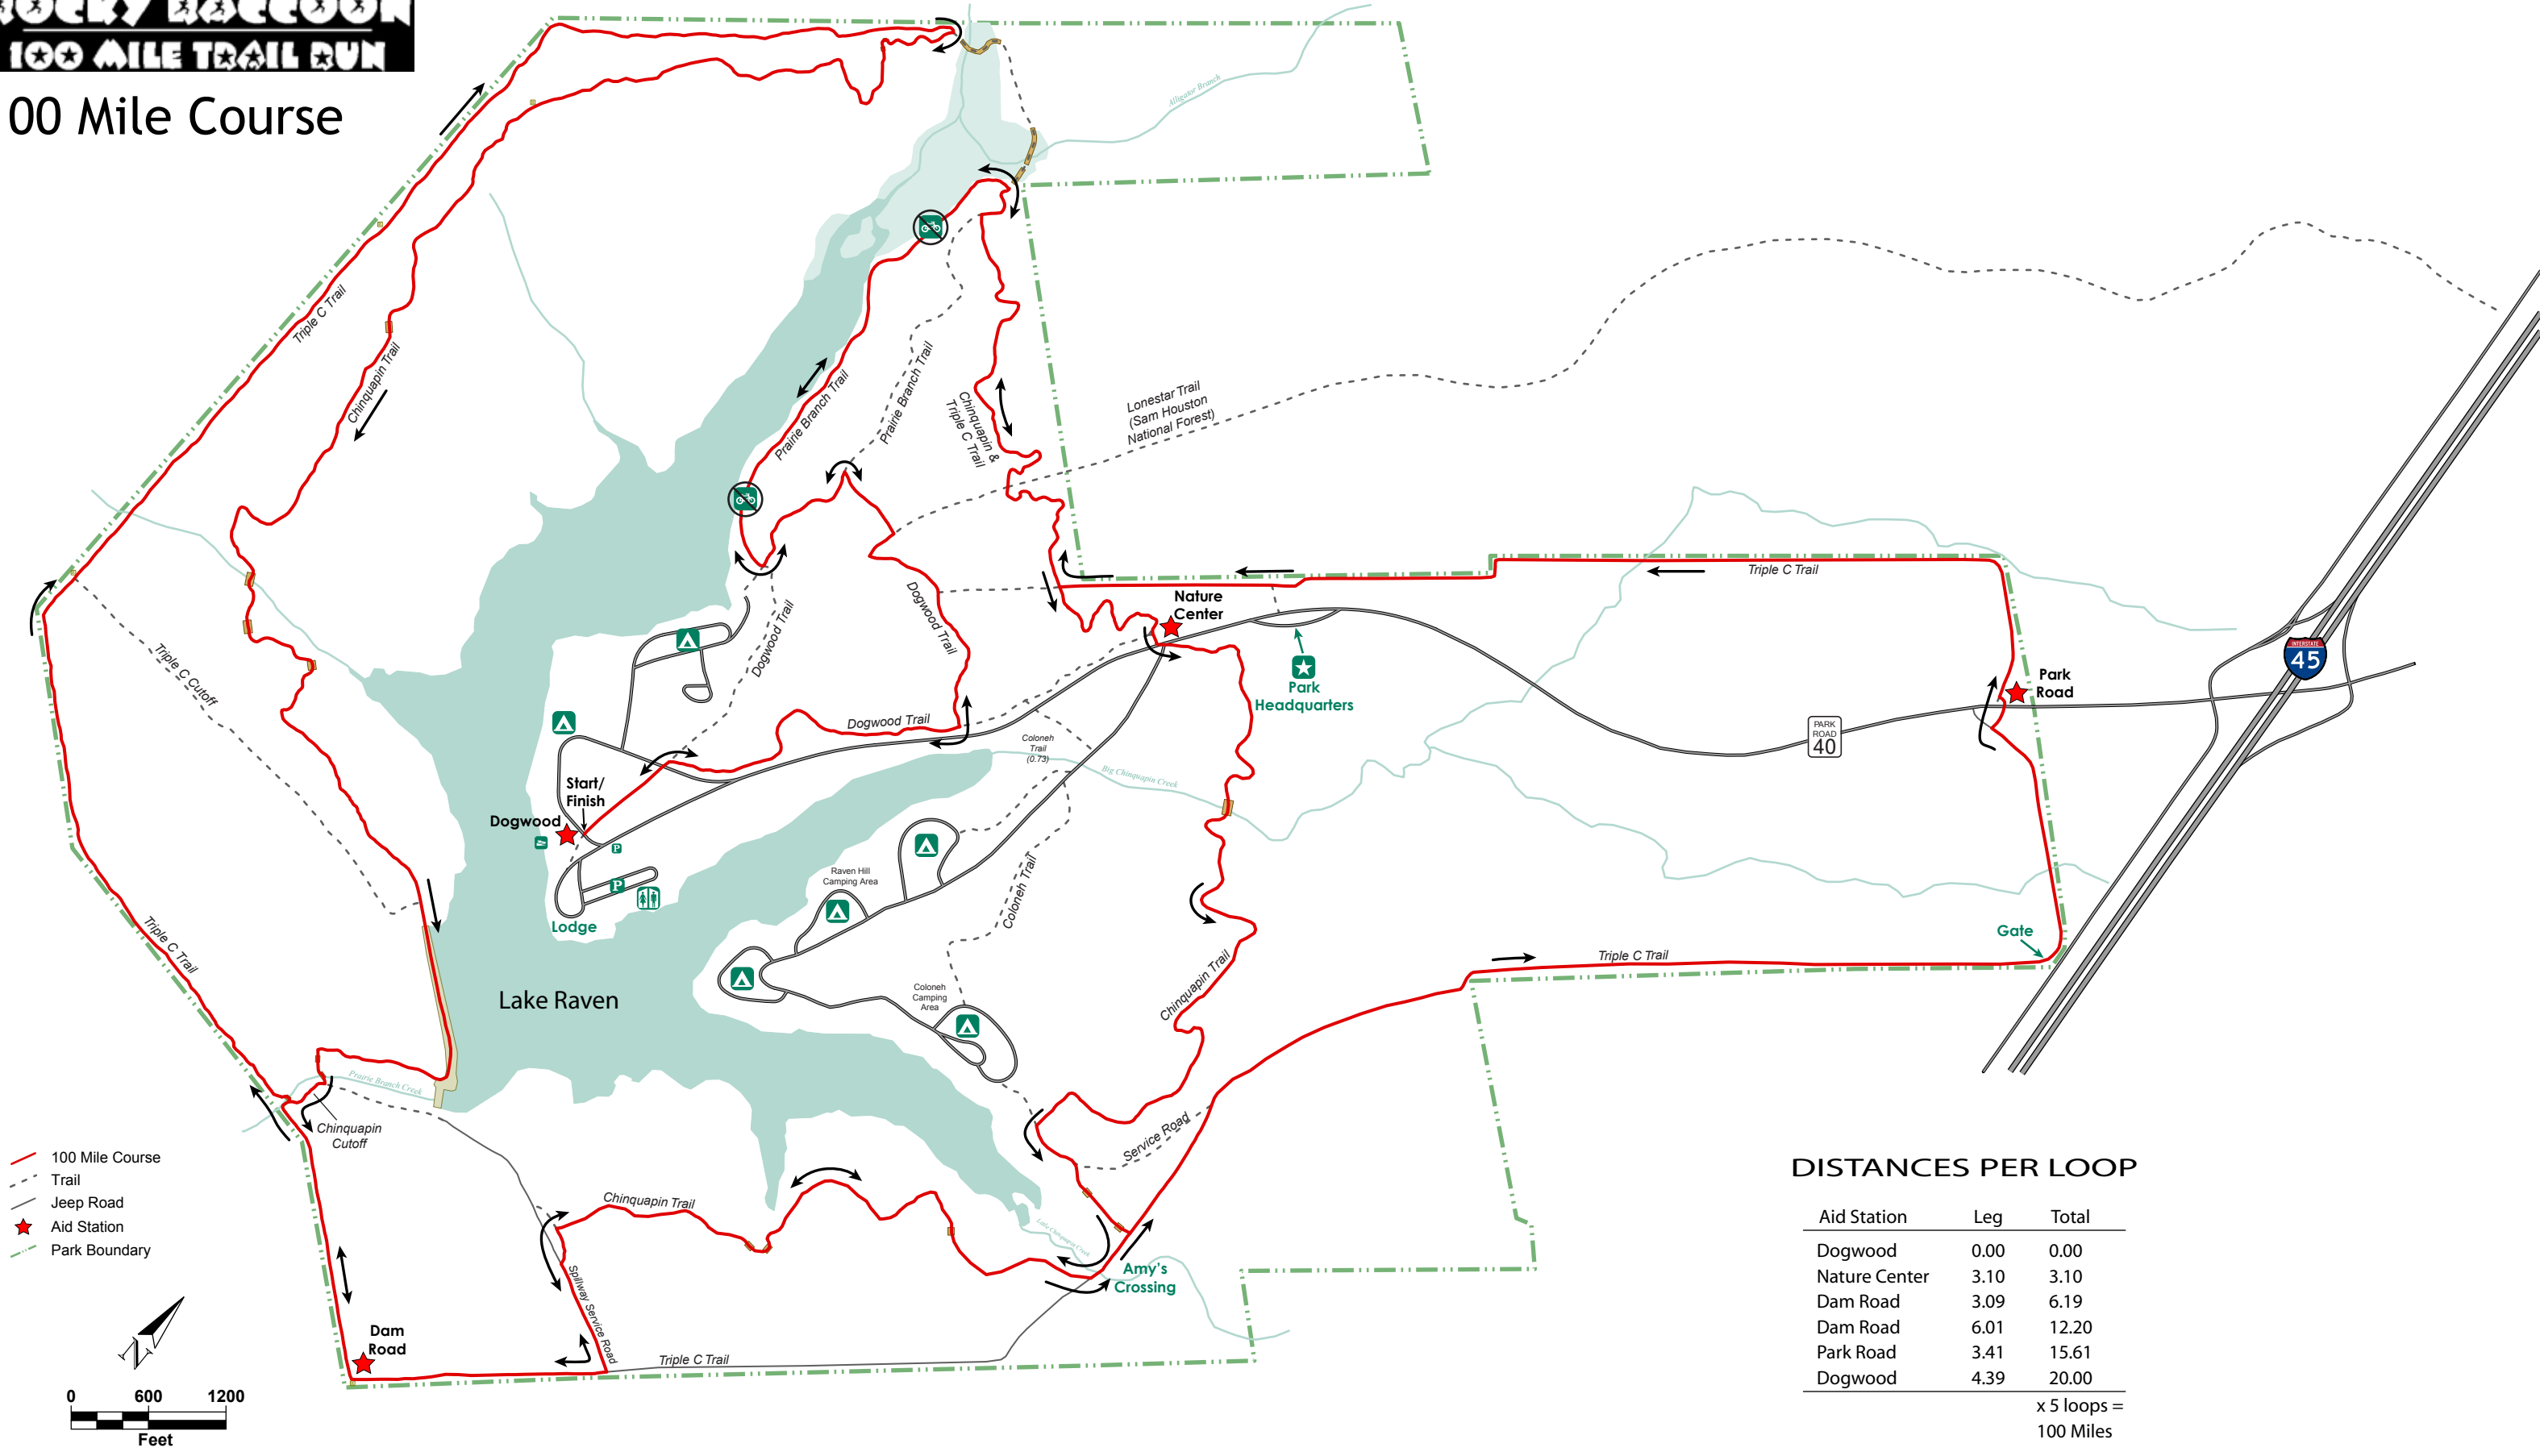 ROCKY RACCOON
100 MILE TRAIL RUN
00 Mile Course
Alligator Branch
Triple C Trail
Chinquapin Trail
Prairie Branch Trail
Prairie Branch Trail
Chinquapin &
Triple C Trail
Lonestar Trail
(Sam Houston
National Forest)
Triple C Trail
Nature
Center
Dogwood Trail
Dogwood Trail
Triple C Cutoff
INTERSTATE
45
Park
Headquarters
Park
Road
PARK
ROAD
40
Dogwood Trail
Coloneh
Trail
(0.73)
Big Chinquapin Creek
Start/
Finish
Dogwood
P
P
Lodge
Raven Hill
Camping Area
Coloneh Trail
Triple C Trail
Gate
Triple C Trail
Chinquapin Trail
Lake Raven
Coloneh
Camping
Area
Prairie Branch Creek
Chinquapin
Cutoff
Service Road
Chinquapin Trail
Little Chinquapin Creek
Amy's
Crossing
Spillway Service Road
Triple C Trail
Dam
Road
100 Mile Course
Trail
Jeep Road
Aid Station
Park Boundary
N
0 600 1200
Feet
DISTANCES PER LOOP
Aid Station Leg Total
Dogwood 0.00 0.00
Nature Center 3.10 3.10
Dam Road 3.09 6.19
Dam Road 6.01 12.20
Park Road 3.41 15.61
Dogwood 4.39 20.00
x 5 loops =
100 Miles